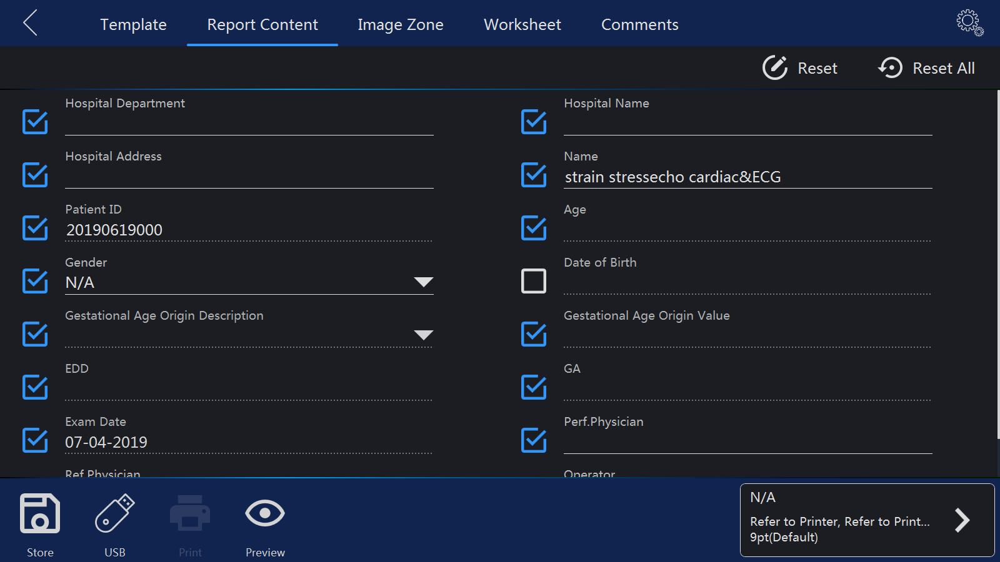 Template
Report Content
Image Zone
Worksheet
Comments
Reset
Reset All
Hospital Department
Hospital Name
Hospital Address
Name
strain stressecho cardiac&ECG
Patient ID
20190619000
Age
Gender
N/A
Date of Birth
Gestational Age Origin Description
Gestational Age Origin Value
EDD
GA
Exam Date
07-04-2019
Perf.Physician
Ref.Physician
Operator
Store
USB
Print
Preview
N/A
Refer to Printer, Refer to Print...
9pt(Default)